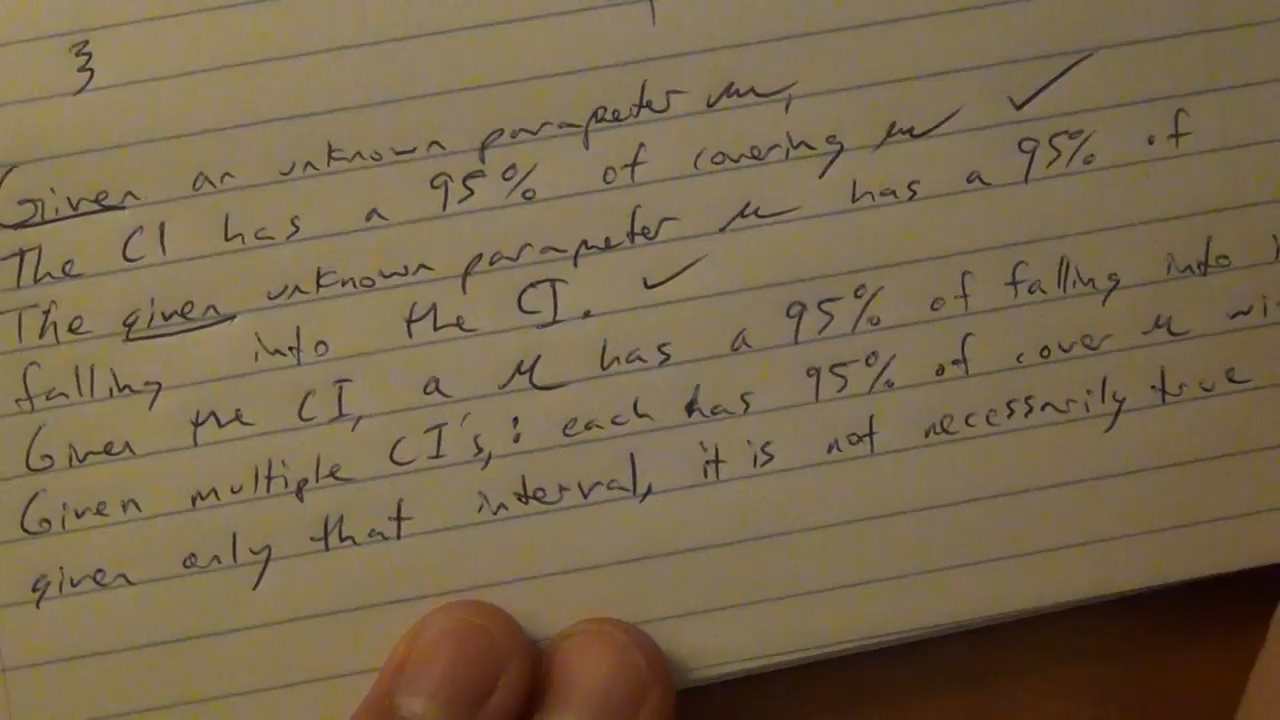 }
Given an unknown parameter μ,
The CI has a 95% of covering μ ✓
The given unknown parameter μ has a 95% of
falling into the CI. ✓
Given the CI, a μ has a 95% of falling into
Given multiple CI's,: each has 95% of cover μ
given only that interval, it is not necessarily true